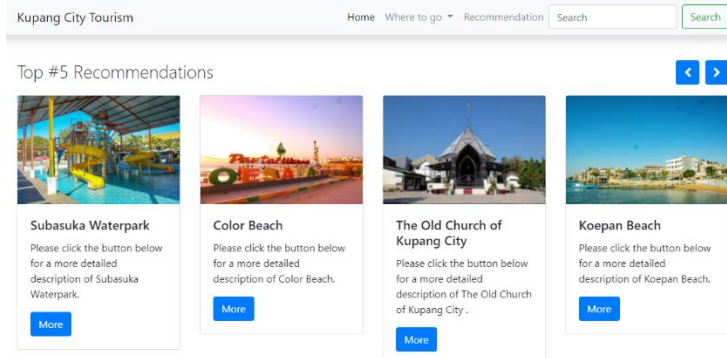 Kupang City Tourism
Home Where to go Recommendation Search Search
Top #5 Recommendations
Subasuka Waterpark
Please click the button below
for a more detailed
description of Subasuka
Waterpark.
More
Color Beach
Please click the button below
for a more detailed
description of Color Beach.
More
The Old Church of
Kupang City
Please click the button below
for a more detailed
description of The Old Church
of Kupang City .
More
Koepan Beach
Please click the button below
for a more detailed
description of Koepan Beach.
More